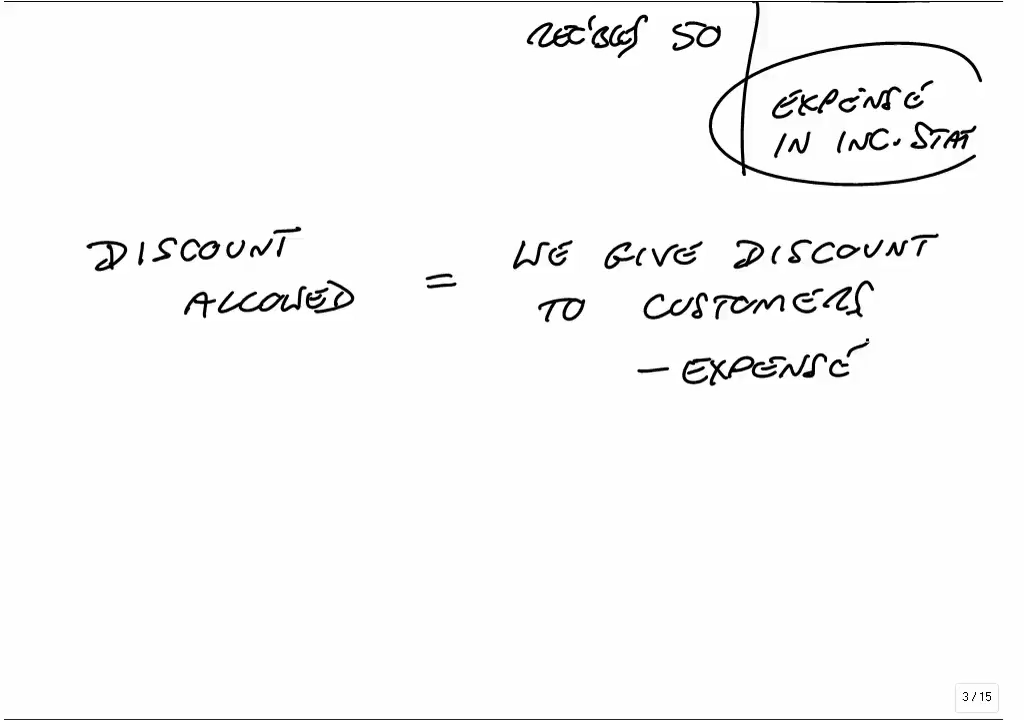 REC'BLES 50
EXPENSE
IN INC. STAT
DISCOUNT
ALLOWED
=
WE GIVE DISCOUNT
TO CUSTOMERS
- EXPENSE
3 / 15